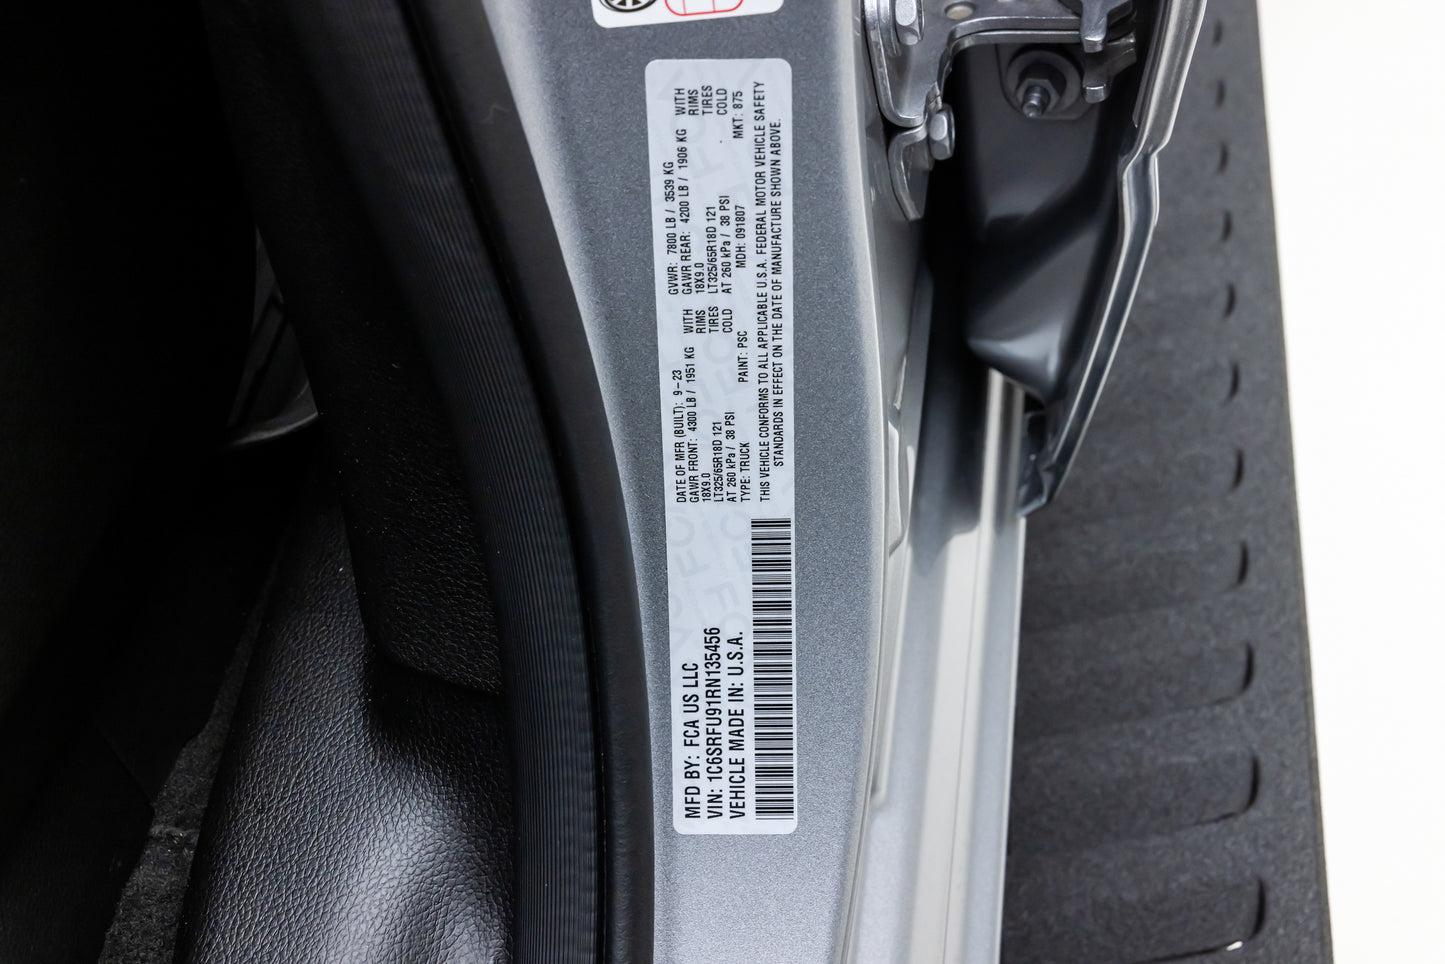 MFD BY: FCA US LLC
VIN: 1C6SRFU91RN135456
VEHICLE MADE IN: U.S.A.
DATE OF MFR (BUILT): 9-23 GVWR: 7800 LB / 3539 KG
GAWR FRONT: 4300 LB / 1951 KG WITH GAWR REAR: 4200 LB / 1906 KG WITH
18X9.0 RIMS 18X9.0 RIMS
LT325/65R18D 121 TIRES LT325/65R18D 121 TIRES
AT 260 kPa / 38 PSI COLD AT 260 kPa / 38 PSI COLD
TYPE: TRUCK PAINT: PSC MDH: 091807 MKT: 875
THIS VEHICLE CONFORMS TO ALL APPLICABLE U.S.A. FEDERAL MOTOR VEHICLE SAFETY
STANDARDS IN EFFECT ON THE DATE OF MANUFACTURE SHOWN ABOVE.